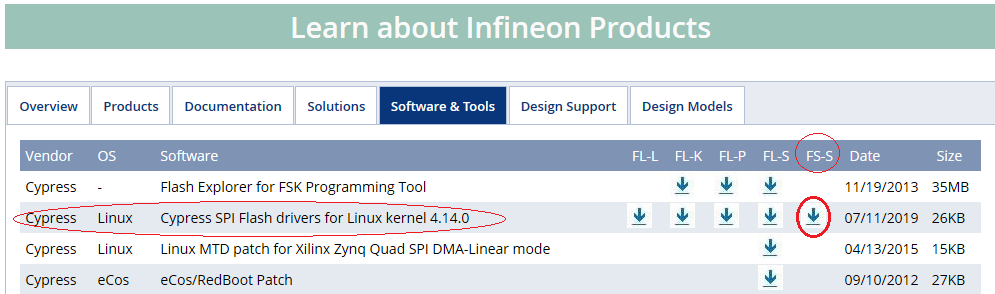 Learn about Infineon Products
Overview Products Documentation Solutions Software & Tools Design Support Design Models
Vendor OS Software FL-L FL-K FL-P FL-S FS-S Date Size
Cypress - Flash Explorer for FSK Programming Tool 11/19/2013 35MB
Cypress Linux Cypress SPI Flash drivers for Linux kernel 4.14.0 07/11/2019 26KB
Cypress Linux Linux MTD patch for Xilinx Zynq Quad SPI DMA-Linear mode 04/13/2015 15KB
Cypress eCos eCos/RedBoot Patch 09/10/2012 27KB